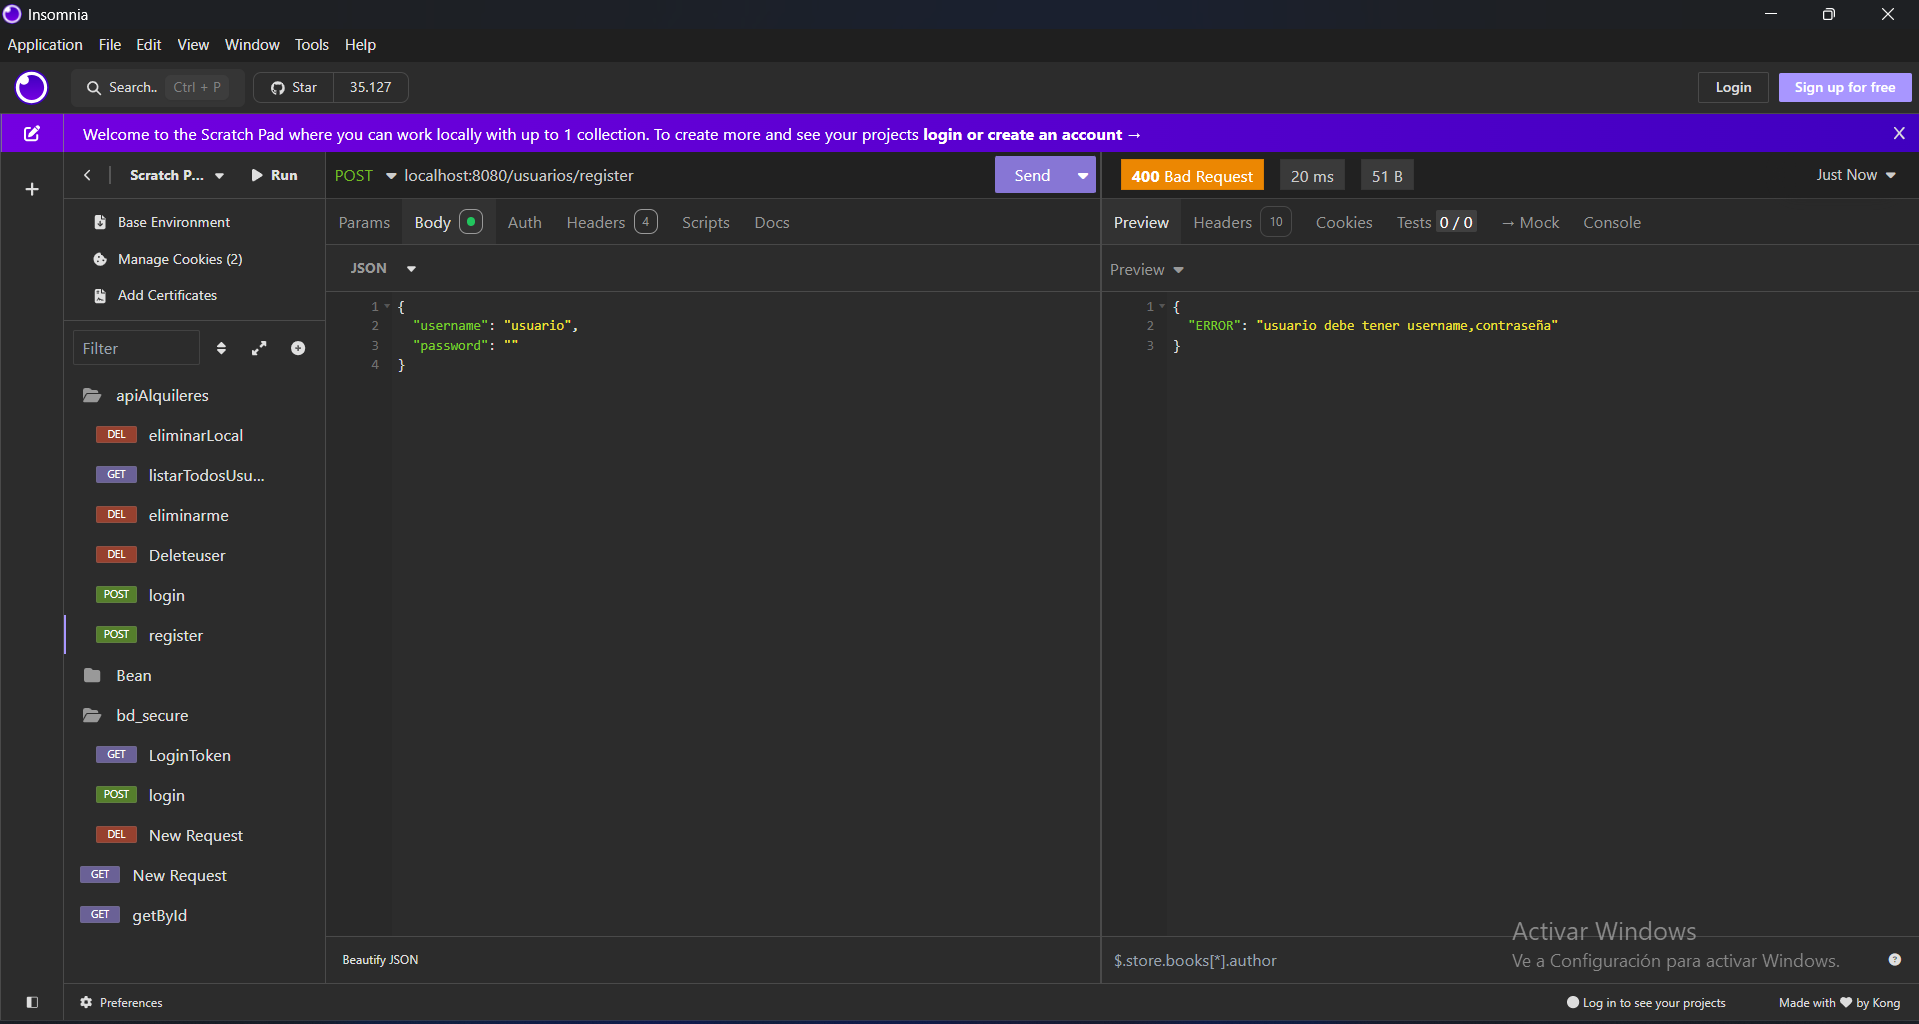 Insomnia
Application File Edit View Window Tools Help
Search.. Ctrl + P Star 35.127 Login Sign up for free
Welcome to the Scratch Pad where you can work locally with up to 1 collection. To create more and see your projects login or create an account →
Scratch P... Run
Base Environment
Manage Cookies (2)
Add Certificates
Filter
apiAlquileres
DEL eliminarLocal
GET listarTodosUsu...
DEL eliminarme
DEL Deleteuser
POST login
POST register
Bean
bd_secure
GET LoginToken
POST login
DEL New Request
GET New Request
GET getById
POST localhost:8080/usuarios/register Send
Params Body Auth Headers 4 Scripts Docs
JSON
1 {
2 "username": "usuario",
3 "password": ""
4 }
Beautify JSON
400 Bad Request 20 ms 51 B Just Now
Preview Headers 10 Cookies Tests 0 / 0 → Mock Console
Preview
1 {
2 "ERROR": "usuario debe tener username,contraseña"
3 }
$.store.books[*].author
Activar Windows
Ve a Configuración para activar Windows.
Preferences
Log in to see your projects Made with ♥ by Kong